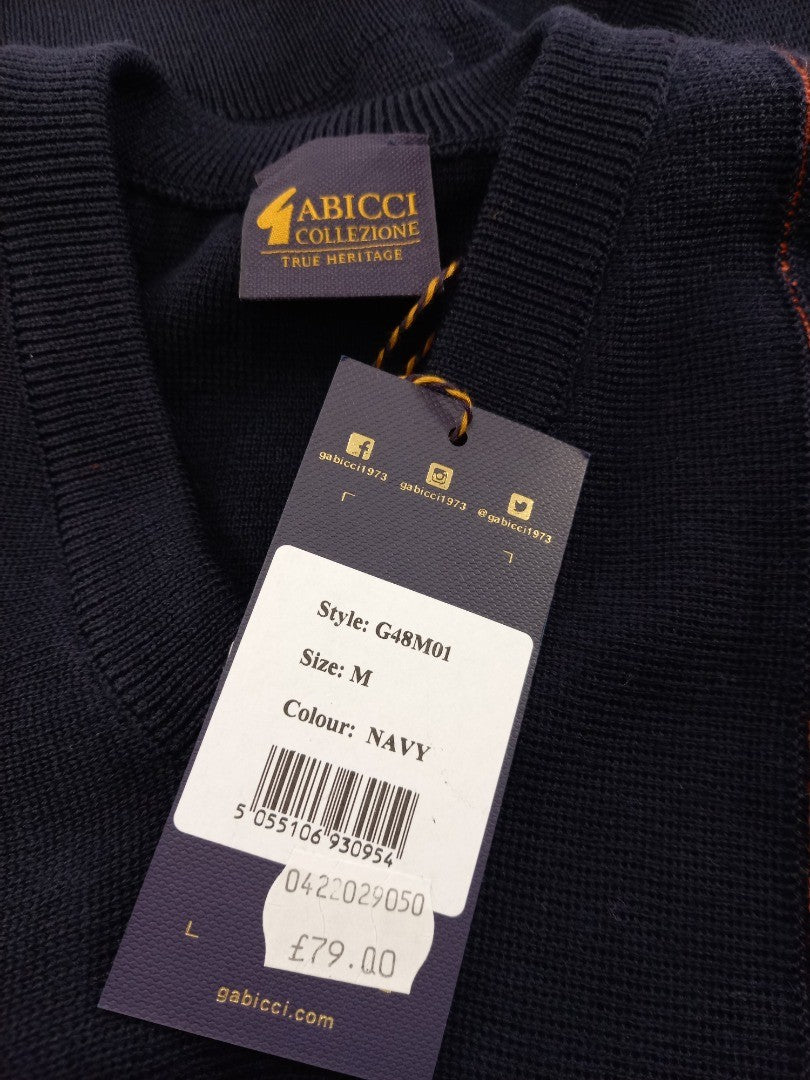 ABICCI
COLLEZIONE
TRUE HERITAGE
gabicci1973
gabicci1973
@gabicci1973
Style: G48M01
Size: M
Colour: NAVY
5 055106 930954
0422029050
£79.00
gabicci.com